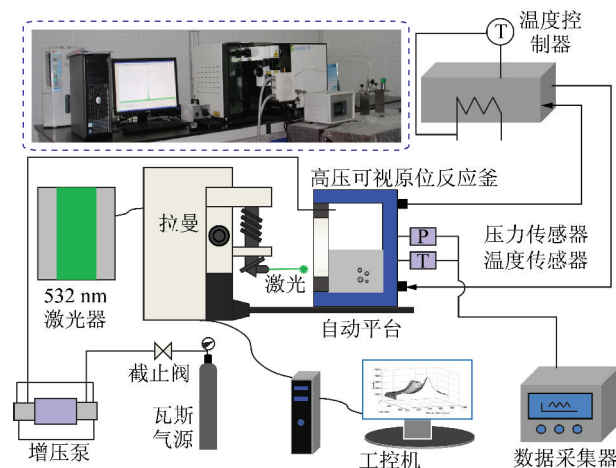 T
温度控
制器
高压可视原位反应釜
拉曼
P
压力传感器
T
温度传感器
激光
532 nm
激光器
自动平台
截止阀
瓦斯
气源
增压泵
工控机
数据采集器